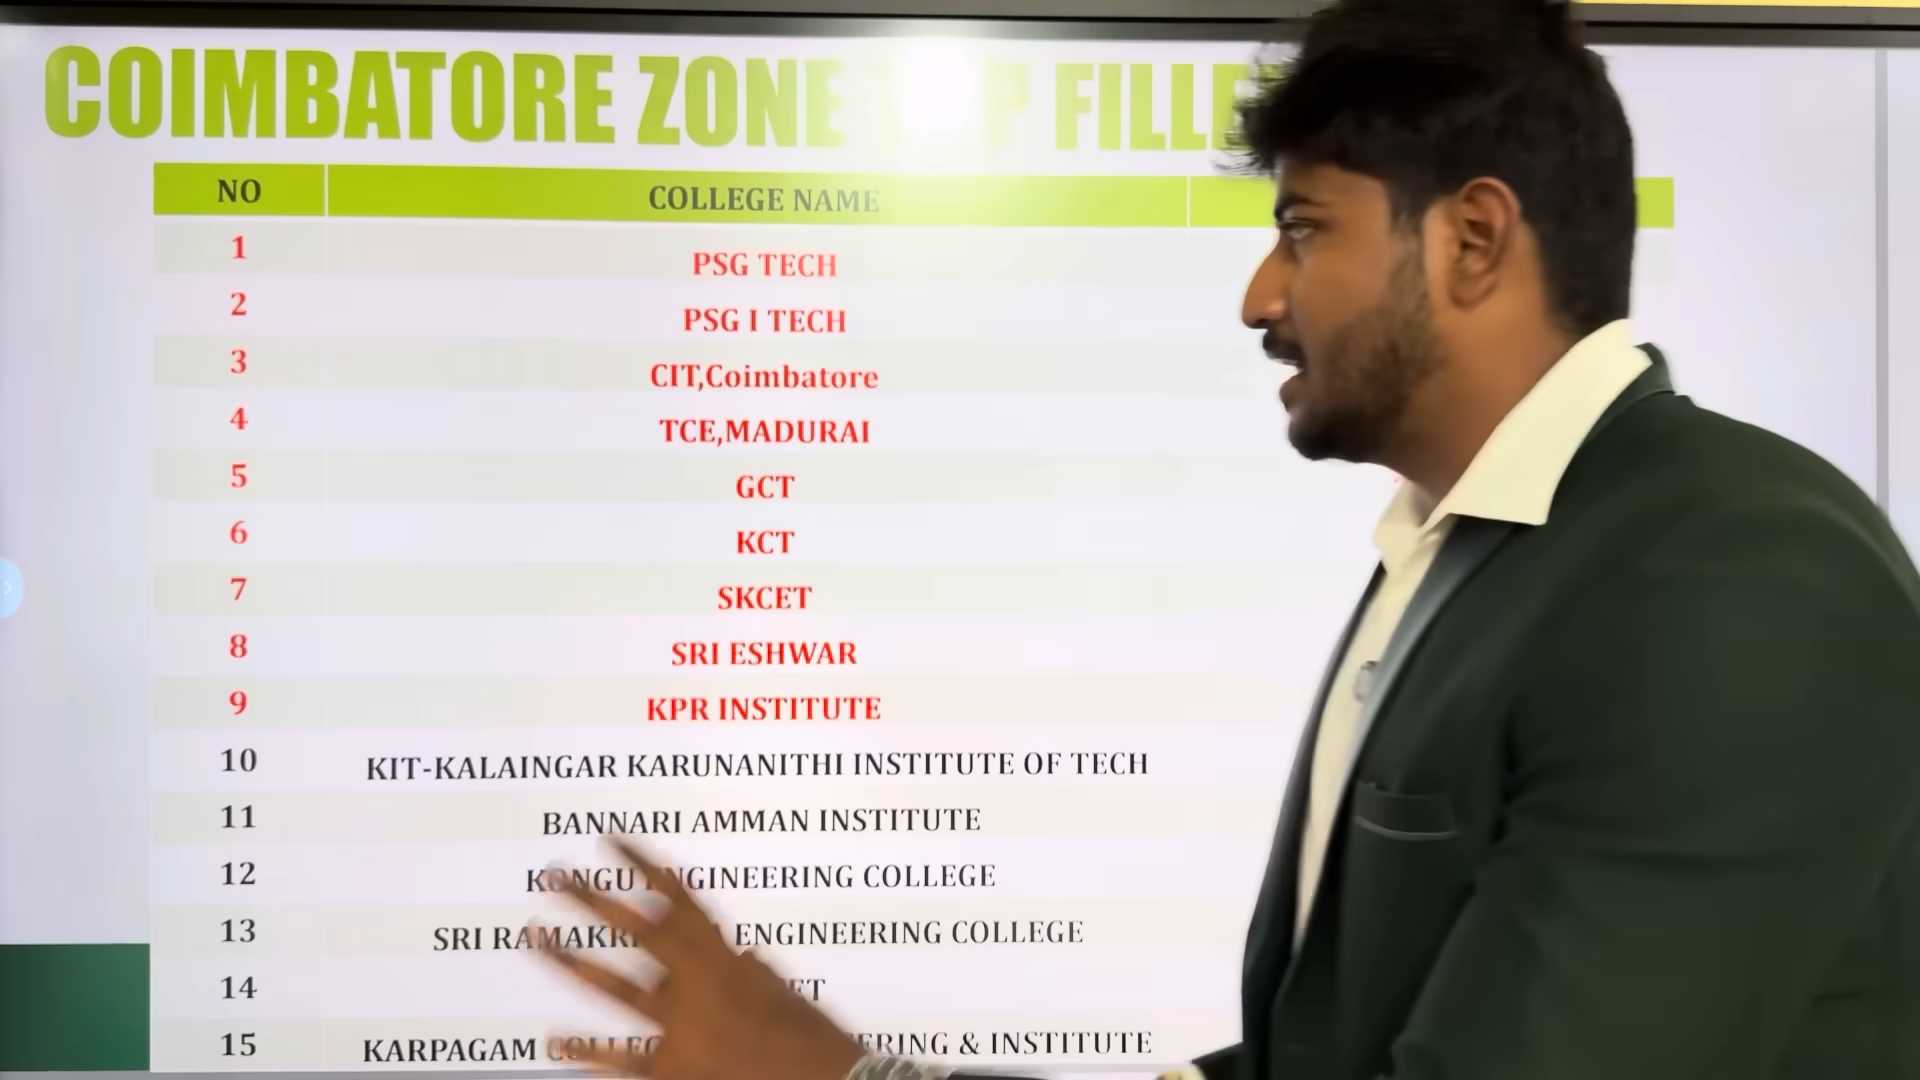 COIMBATORE ZONE FILL
NO COLLEGE NAME
1 PSG TECH
2 PSG I TECH
3 CIT,Coimbatore
4 TCE,MADURAI
5 GCT
6 KCT
7 SKCET
8 SRI ESHWAR
9 KPR INSTITUTE
10 KIT-KALAINGAR KARUNANITHI INSTITUTE OF TECH
11 BANNARI AMMAN INSTITUTE
12 KONGU ENGINEERING COLLEGE
13 SRI ENGINEERING COLLEGE
14
15 KARPAGAM & INSTITUTE